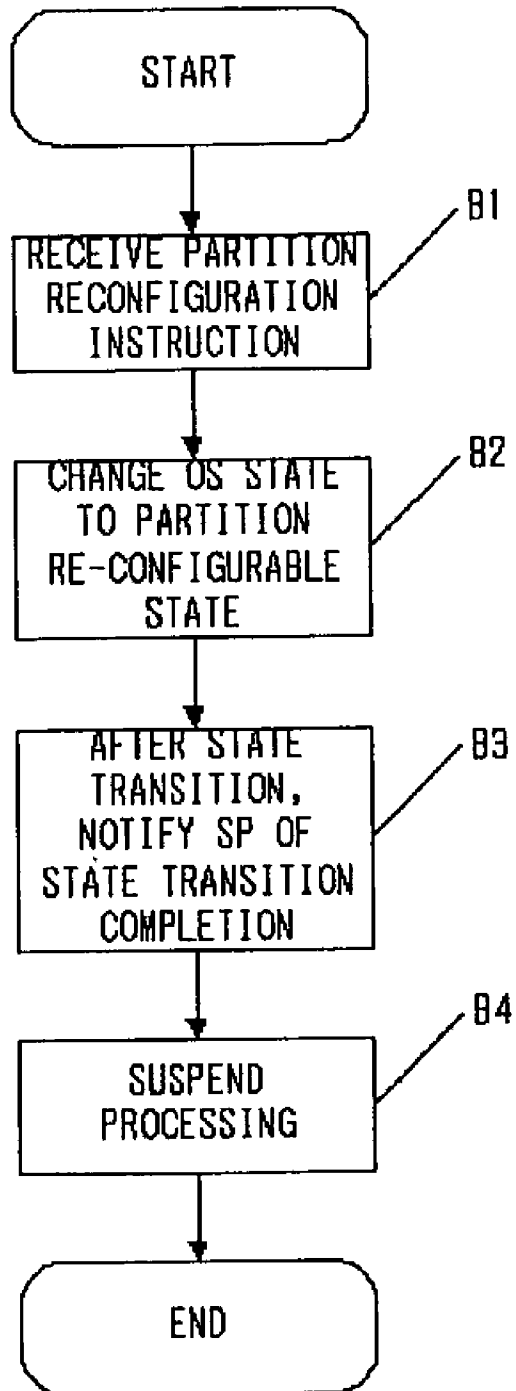 START
B1
RECEIVE PARTITION
RECONFIGURATION
INSTRUCTION
B2
CHANGE OS STATE
TO PARTITION
RE-CONFIGURABLE
STATE
B3
AFTER STATE
TRANSITION,
NOTIFY SP OF
STATE TRANSITION
COMPLETION
B4
SUSPEND
PROCESSING
END